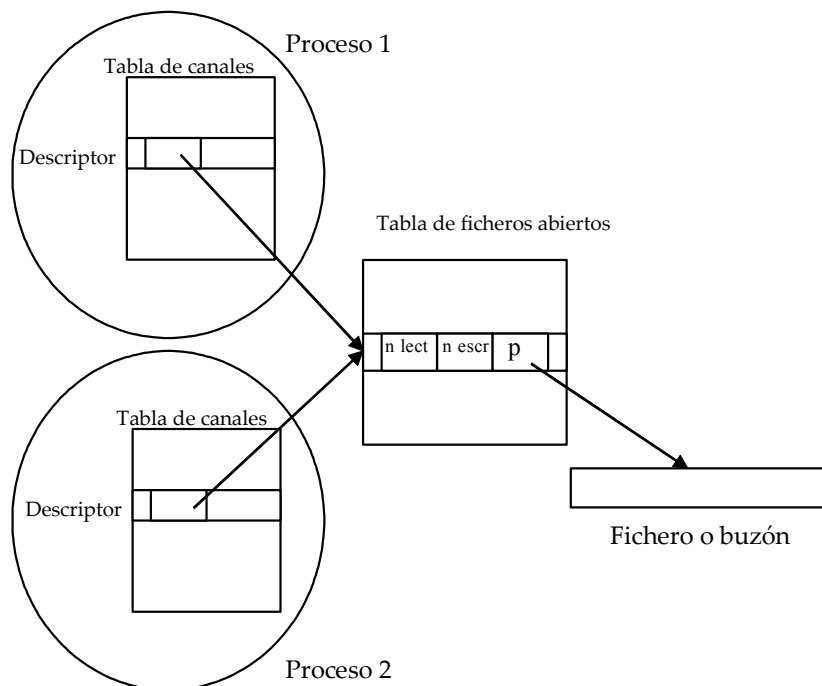 Proceso 1
Tabla de canales
Descriptor
Tabla de ficheros abiertos
n lect n escr p
Tabla de canales
Descriptor
Fichero o buzón
Proceso 2